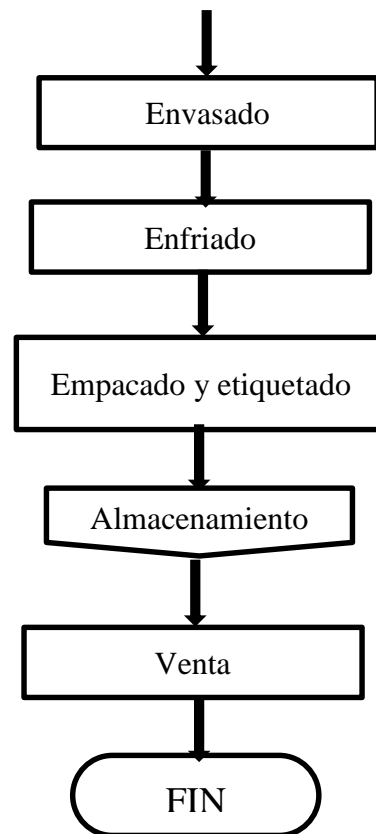 Envasado
Enfriado
Empacado y etiquetado
Almacenamiento
Venta
FIN